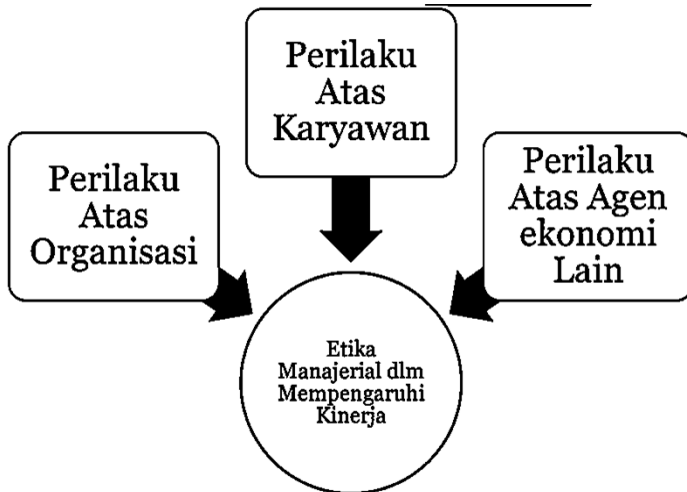 Perilaku
Atas
Karyawan
Perilaku
Atas
Organisasi
Perilaku
Atas Agen
ekonomi
Lain
Etika
Manajerial dlm
Mempengaruhi
Kinerja